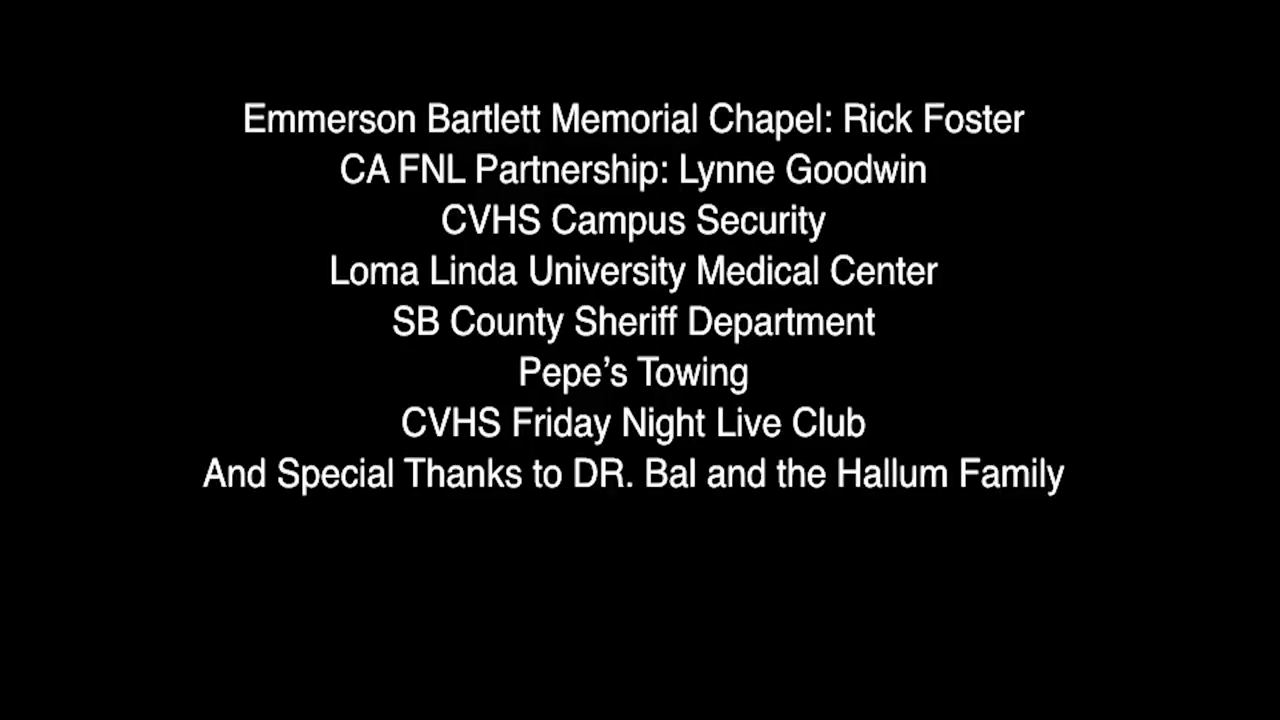 Emmerson Bartlett Memorial Chapel: Rick Foster
CA FNL Partnership: Lynne Goodwin
CVHS Campus Security
Loma Linda University Medical Center
SB County Sheriff Department
Pepe’s Towing
CVHS Friday Night Live Club
And Special Thanks to DR. Bal and the Hallum Family